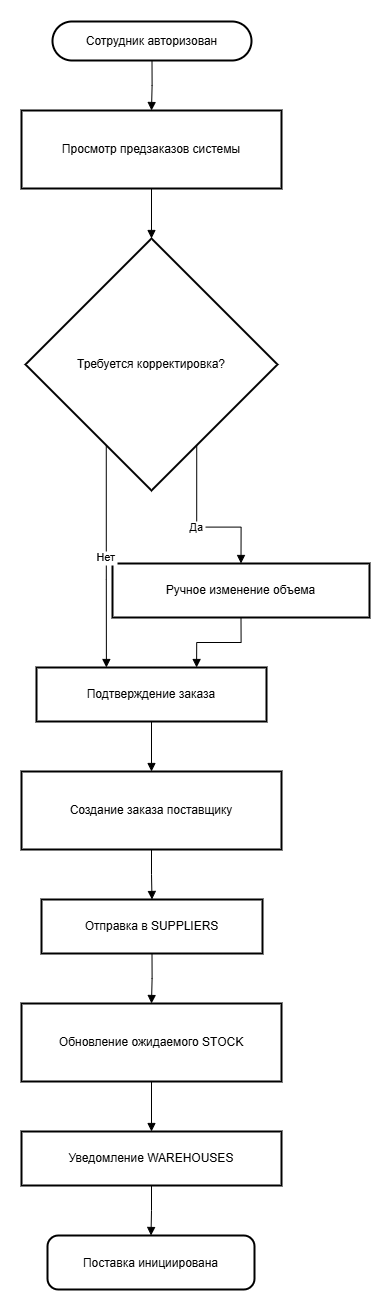 Сотрудник авторизован
Просмотр предзаказов системы
Требуется корректировка?
Да
Нет
Ручное изменение объема
Подтверждение заказа
Создание заказа поставщику
Отправка в SUPPLIERS
Обновление ожидаемого STOCK
Уведомление WAREHOUSES
Поставка инициирована